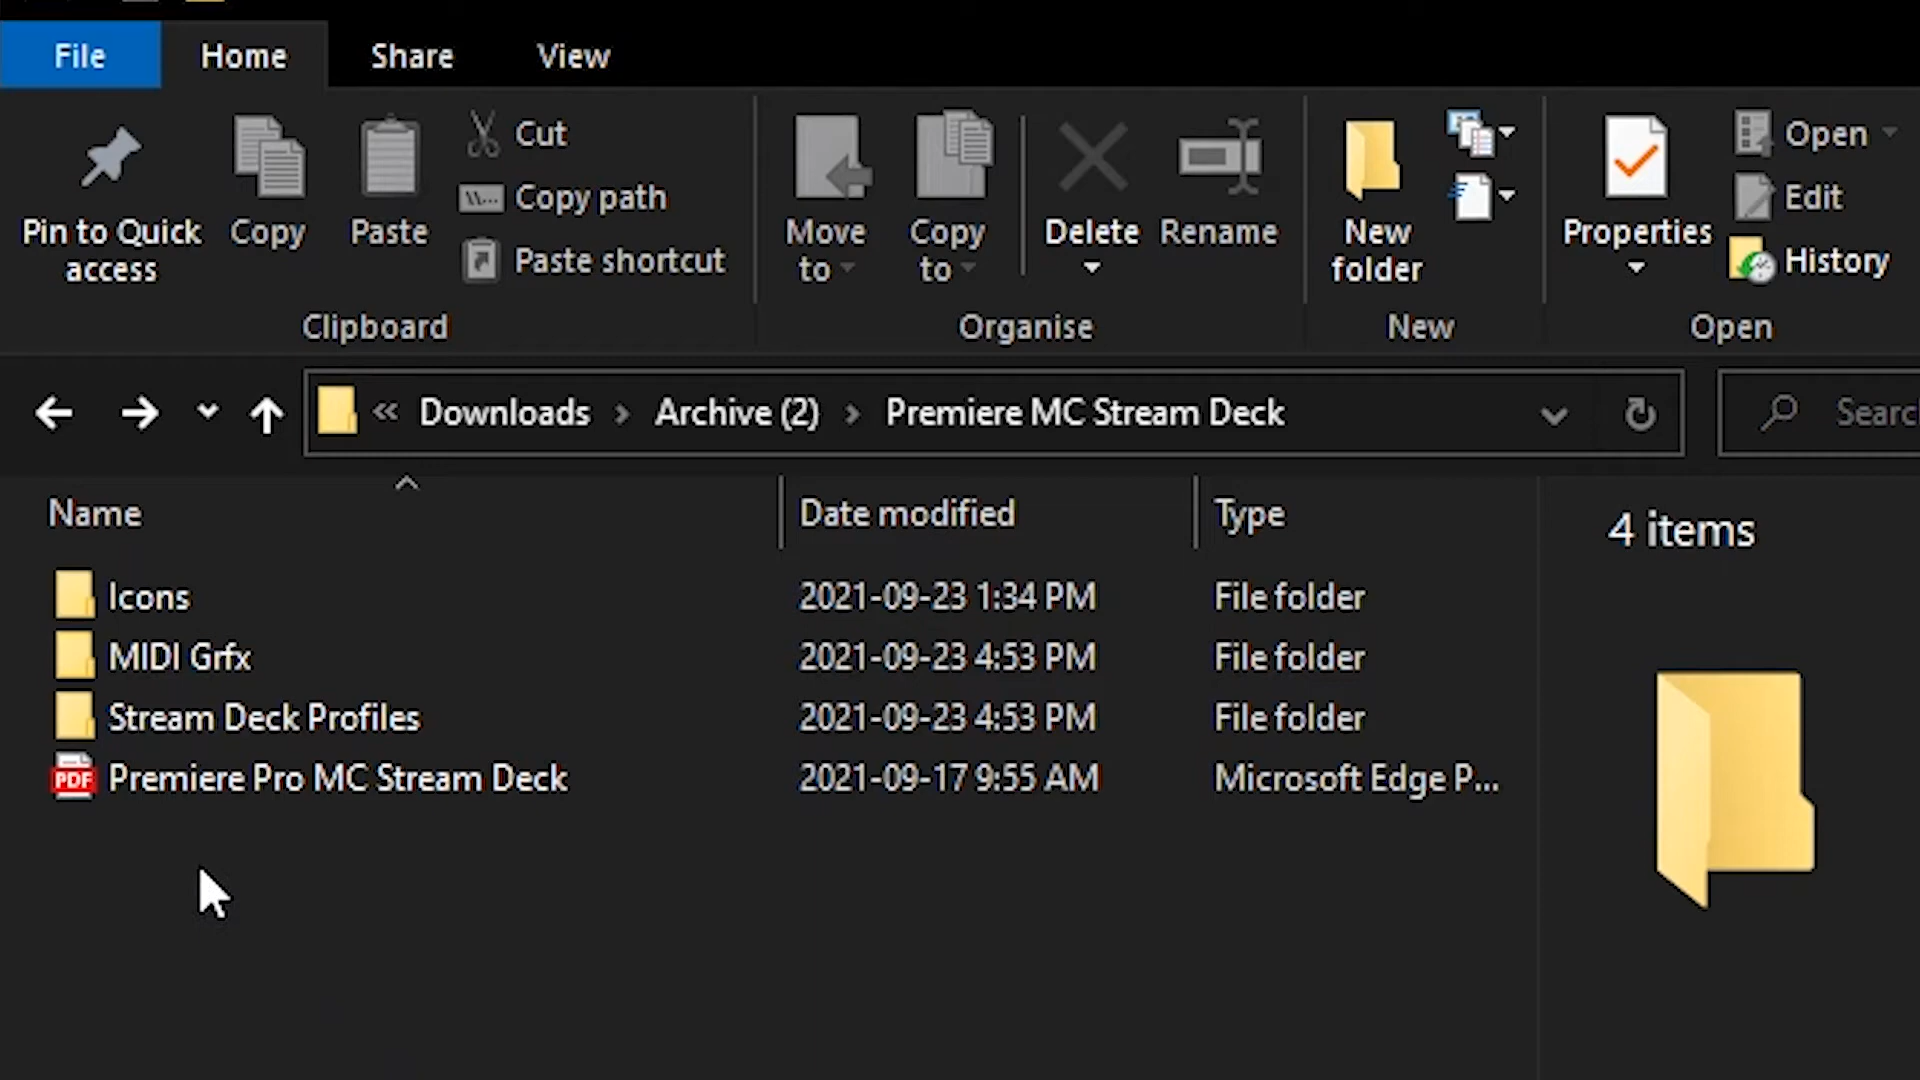 File Home Share View
Pin to Quick access
Copy
Paste
Cut
Copy path
Paste shortcut
Clipboard
Move to
Copy to
Delete
Rename
Organise
New folder
New
Properties
Open
Edit
History
Open
« Downloads > Archive (2) > Premiere MC Stream Deck
Name Date modified Type
Icons 2021-09-23 1:34 PM File folder
MIDI Grfx 2021-09-23 4:53 PM File folder
Stream Deck Profiles 2021-09-23 4:53 PM File folder
PDF Premiere Pro MC Stream Deck 2021-09-17 9:55 AM Microsoft Edge P...
4 items